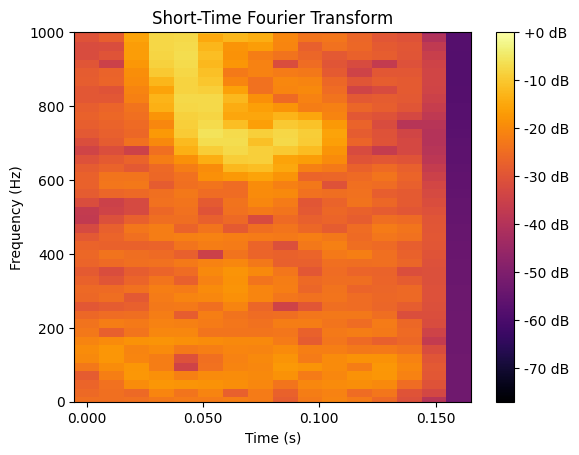 Short-Time Fourier Transform
1000
800
600
400
200
0
Frequency (Hz)
0.000
0.050
0.100
0.150
Time (s)
+0 dB
-10 dB
-20 dB
-30 dB
-40 dB
-50 dB
-60 dB
-70 dB